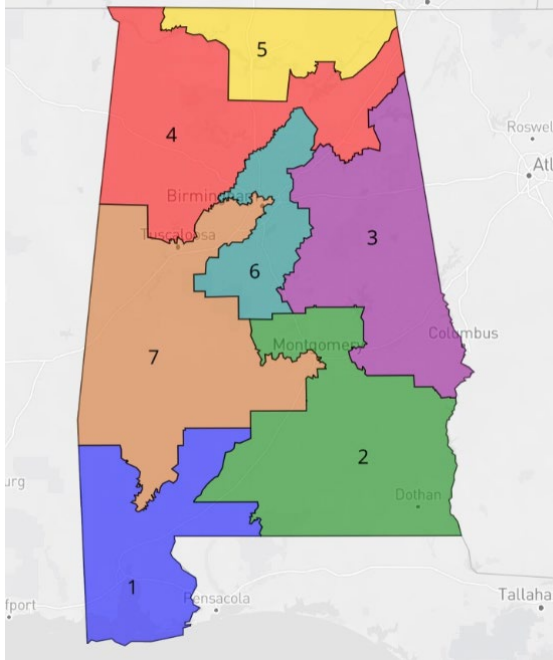 5
4
Roswel
Atl
Birmingham
Tuscaloosa
3
6
Columbus
Montgomery
7
2
urg
Dothan
1
Pensacola
fport
Tallaha